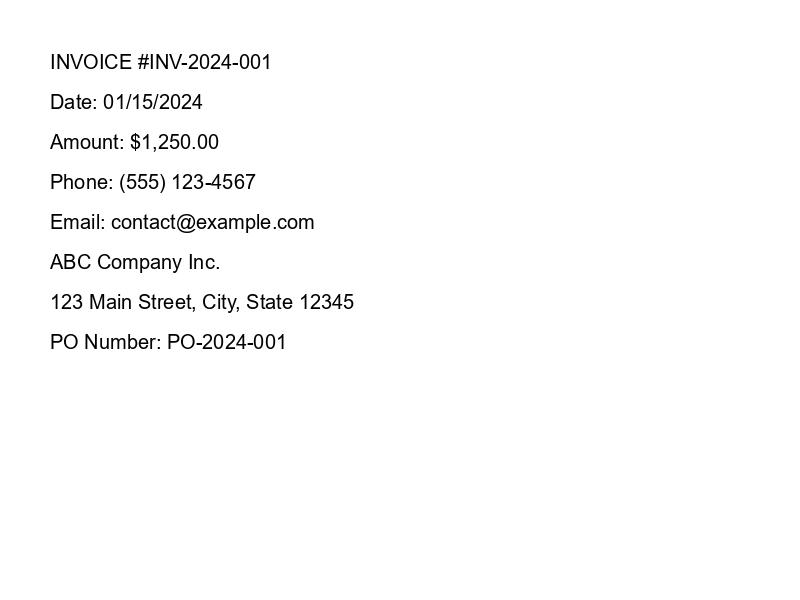 INVOICE #INV-2024-001
Date: 01/15/2024
Amount: $1,250.00
Phone: (555) 123-4567
Email: contact@example.com
ABC Company Inc.
123 Main Street, City, State 12345
PO Number: PO-2024-001